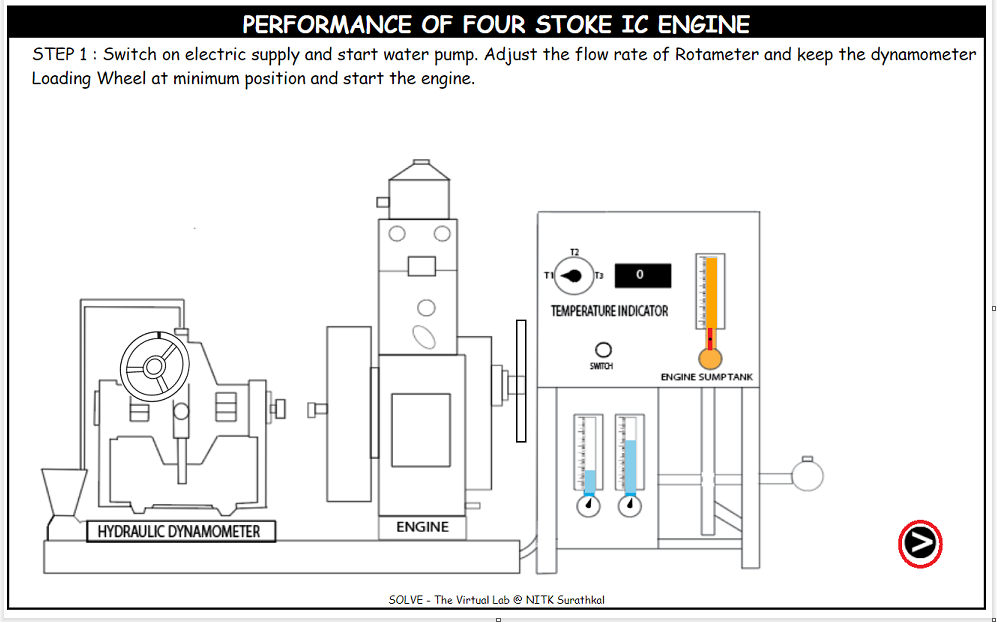 PERFORMANCE OF FOUR STOKE IC ENGINE
STEP 1 : Switch on electric supply and start water pump. Adjust the flow rate of Rotameter and keep the dynamometer
Loading Wheel at minimum position and start the engine.
T2
T1
T3
0
TEMPERATURE INDICATOR
SWITCH
ENGINE SUMPTANK
HYDRAULIC DYNAMOMETER
ENGINE
>
SOLVE - The Virtual Lab @ NITK Surathkal